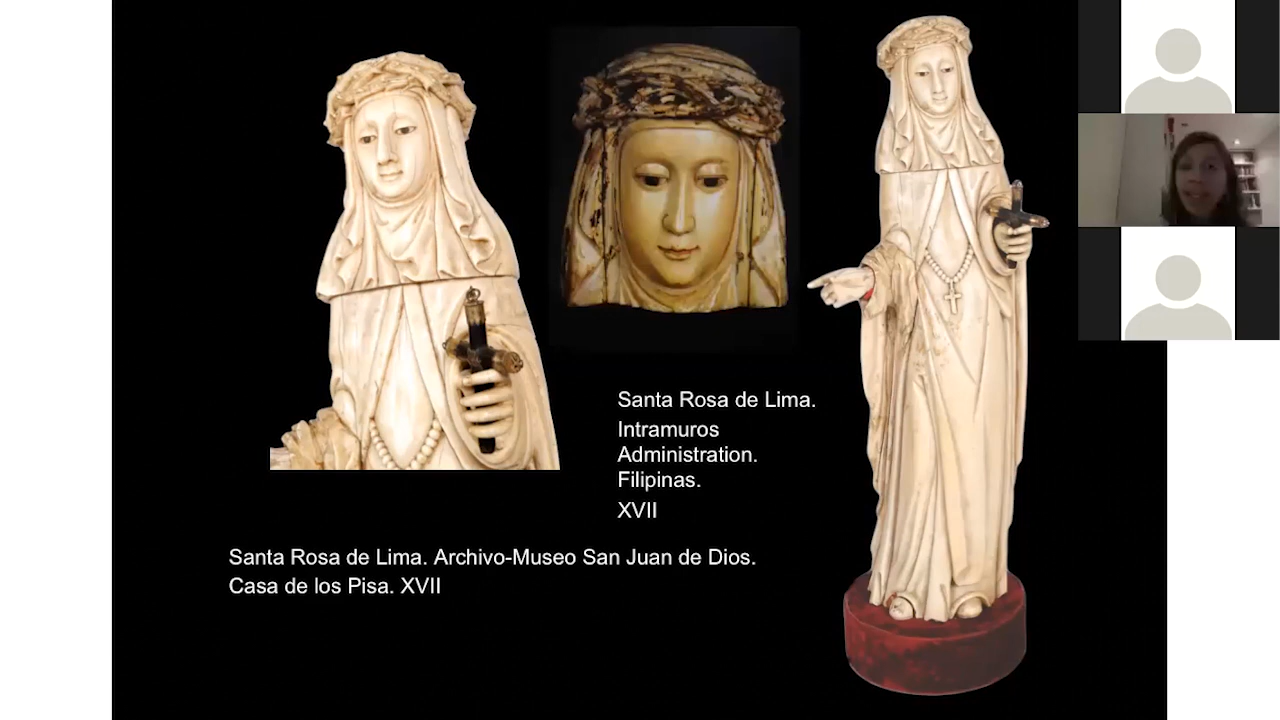 Santa Rosa de Lima.
Intramuros
Administration.
Filipinas.
XVII
Santa Rosa de Lima. Archivo-Museo San Juan de Dios.
Casa de los Pisa. XVII